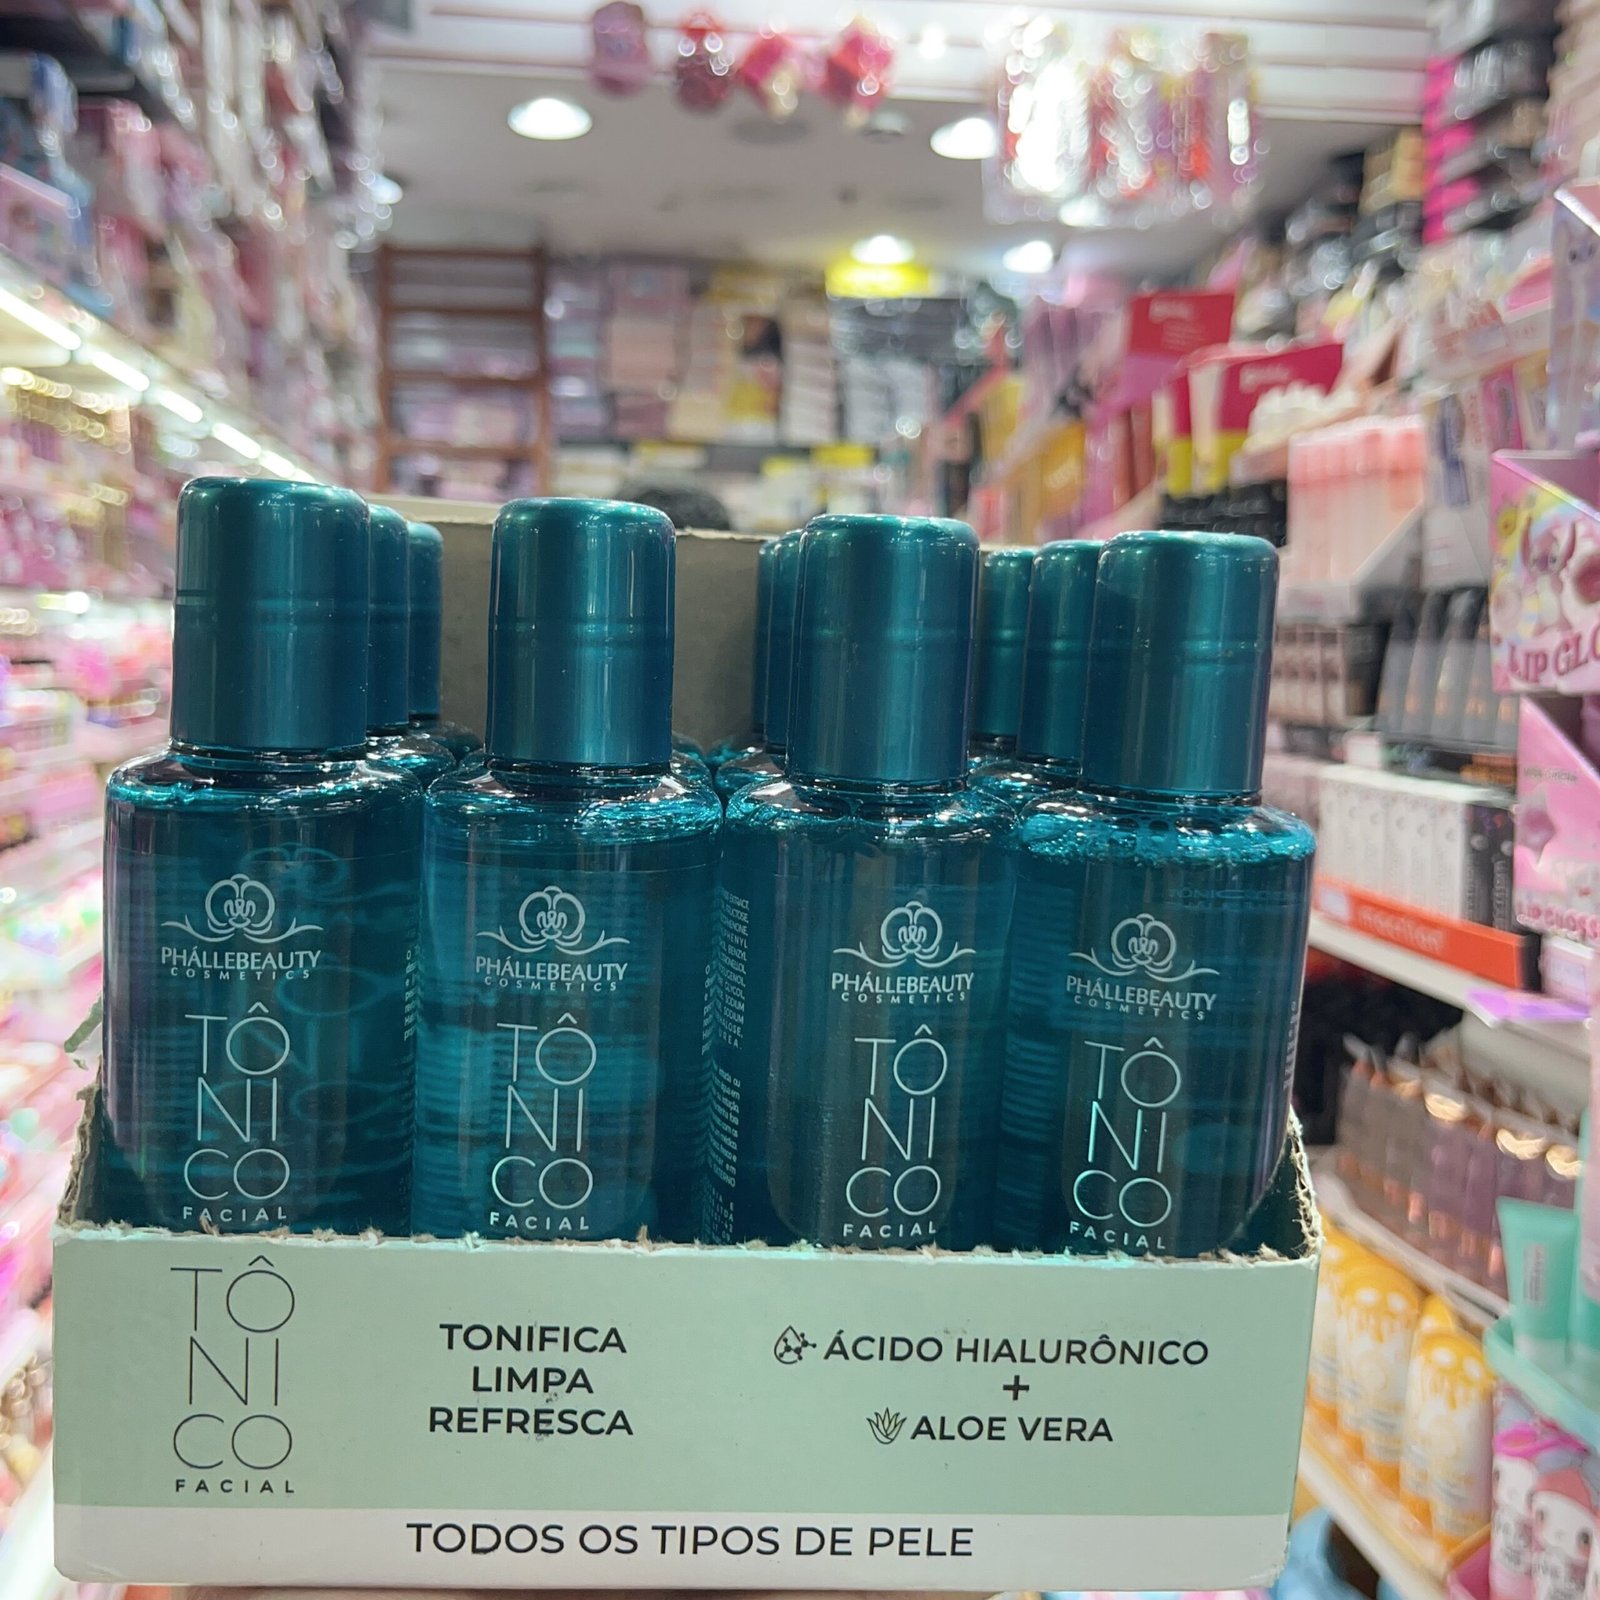 PHÁLLEBEAUTY
COSMETICS
TÔ
NI
CO
FACIAL
PHÁLLEBEAUTY
COSMETICS
TÔ
NI
CO
FACIAL
PHÁLLEBEAUTY
COSMETICS
TÔ
NI
CO
FACIAL
PHÁLLEBEAUTY
COSMETICS
TÔ
NI
CO
FACIAL
TÔ
NI
CO
FACIAL
TONIFICA
LIMPA
REFRESCA
ÁCIDO HIALURÔNICO
+
ALOE VERA
TODOS OS TIPOS DE PELE